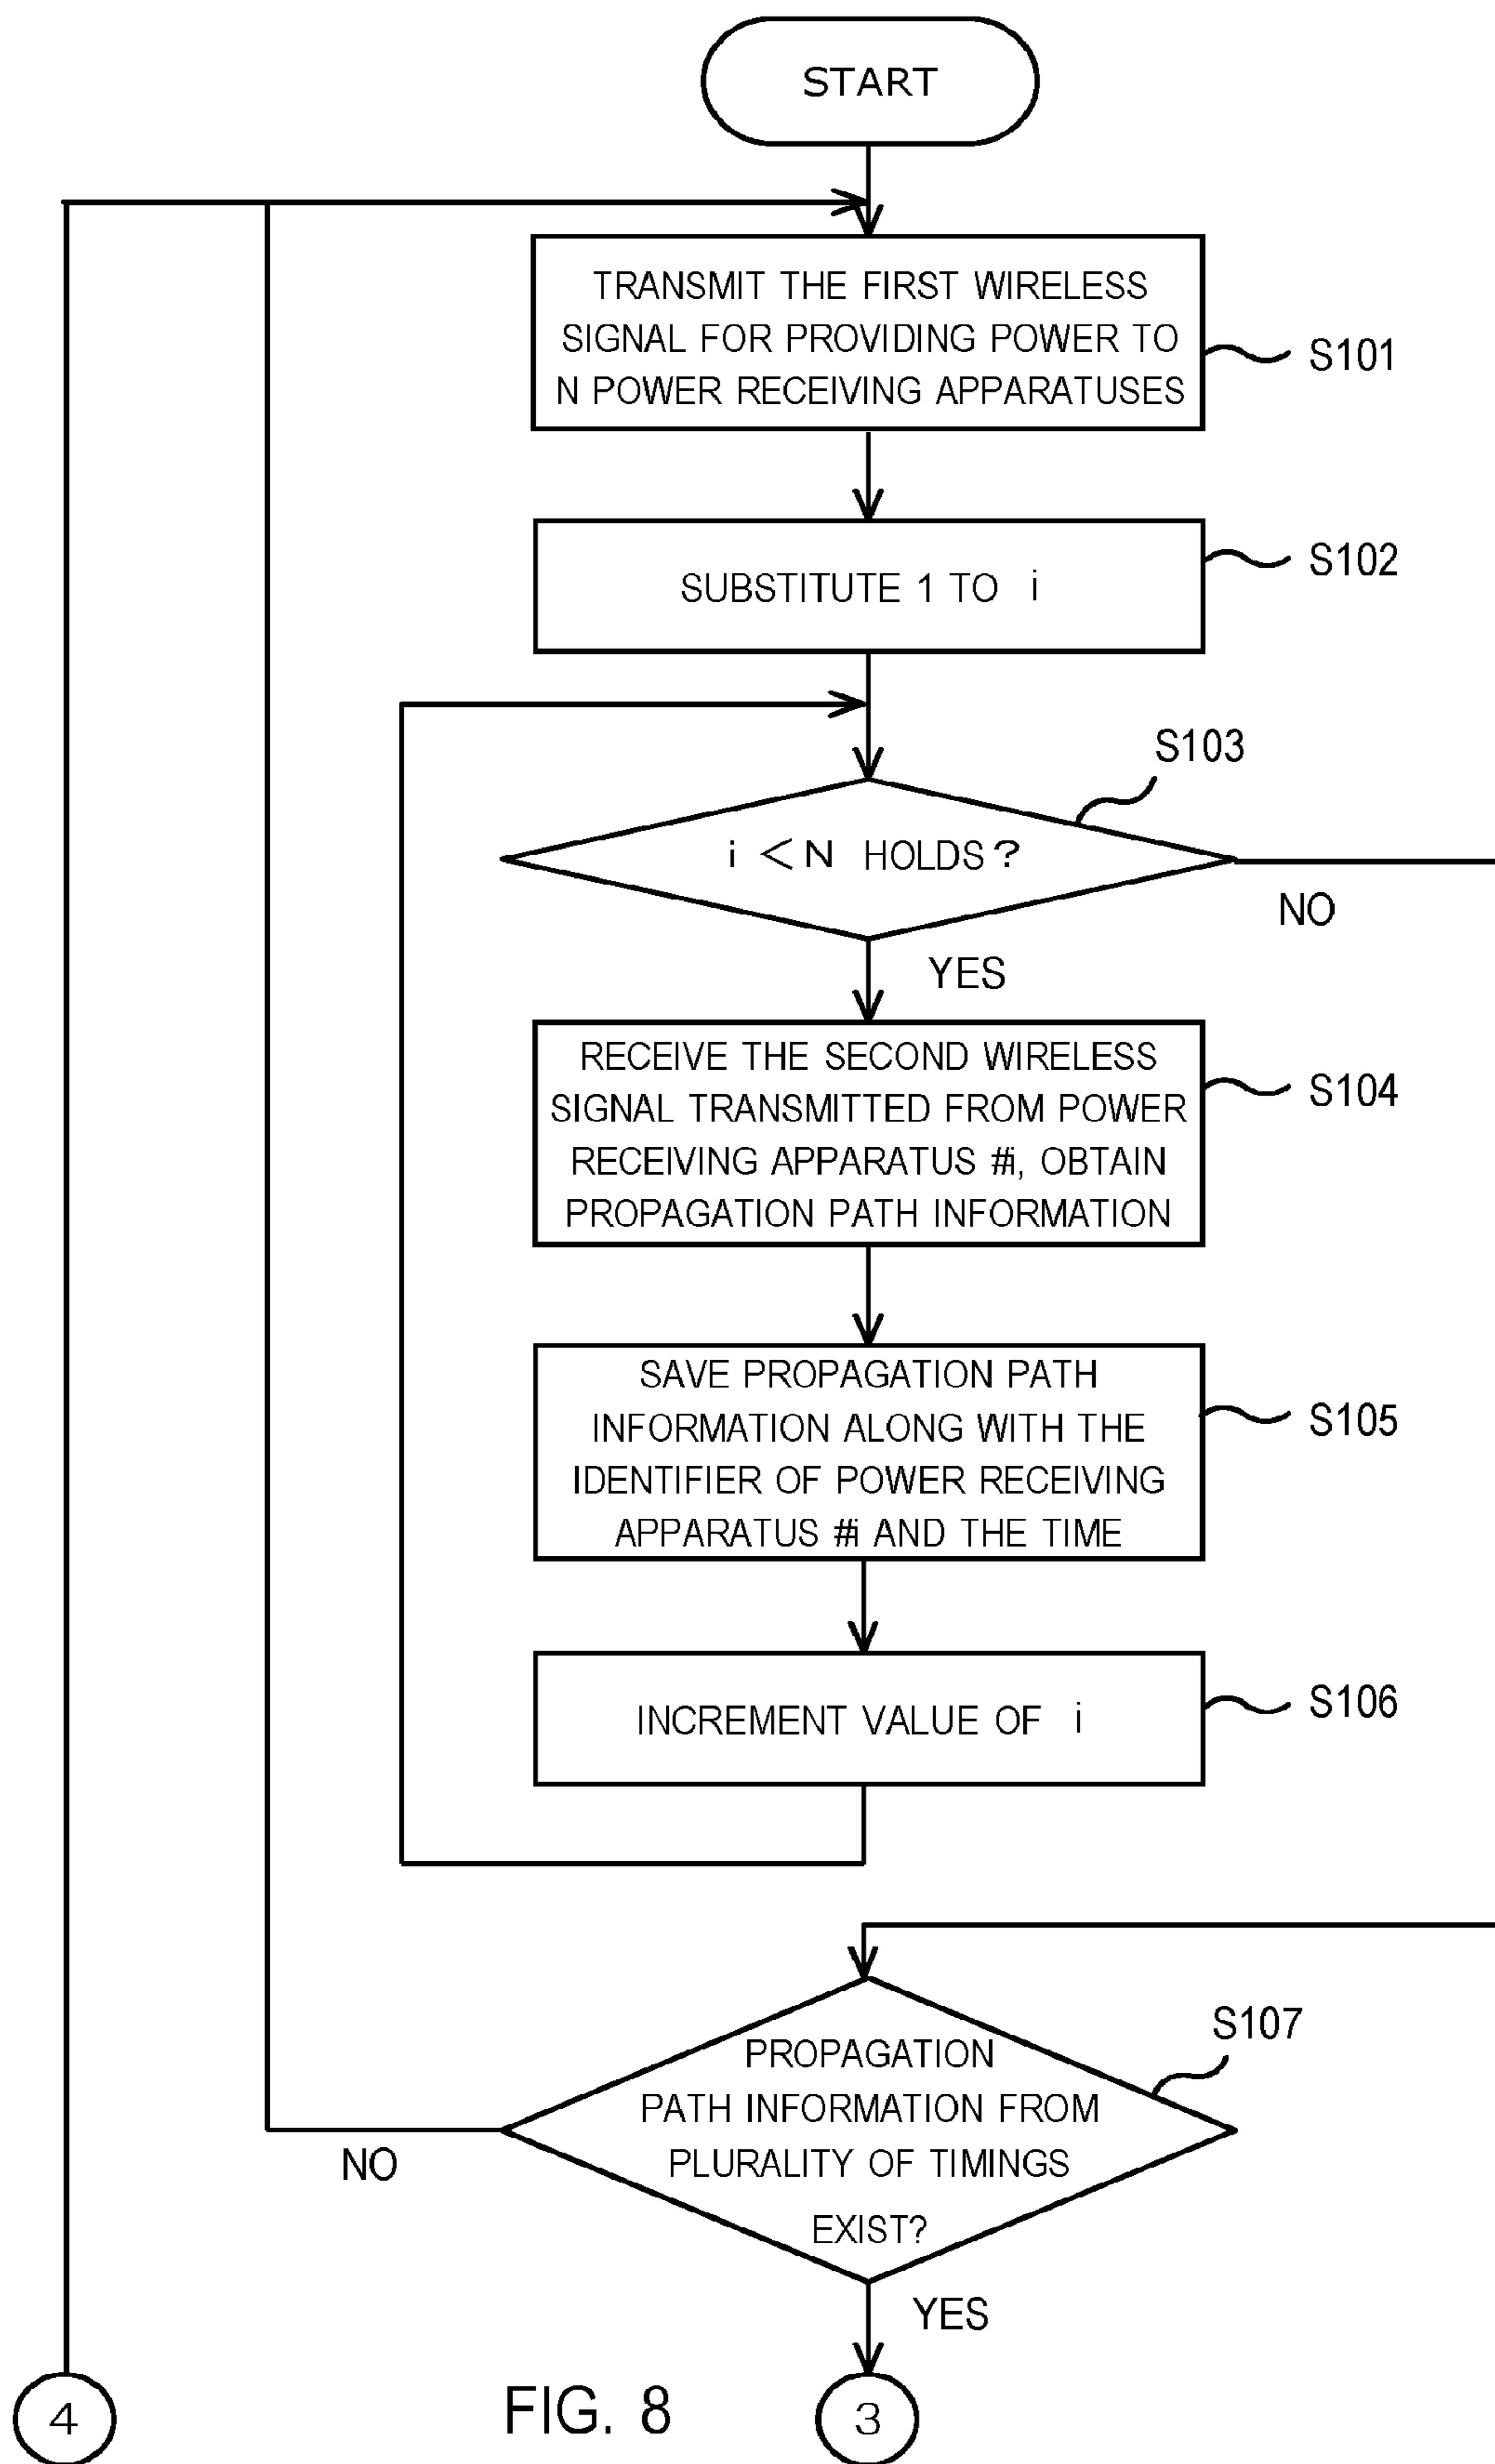 START
TRANSMIT THE FIRST WIRELESS
SIGNAL FOR PROVIDING POWER TO
N POWER RECEIVING APPARATUSES
S101
SUBSTITUTE 1 TO i
S102
S103
i < N HOLDS?
NO
YES
RECEIVE THE SECOND WIRELESS
SIGNAL TRANSMITTED FROM POWER
RECEIVING APPARATUS #i, OBTAIN
PROPAGATION PATH INFORMATION
S104
SAVE PROPAGATION PATH
INFORMATION ALONG WITH THE
IDENTIFIER OF POWER RECEIVING
APPARATUS #i AND THE TIME
S105
INCREMENT VALUE OF i
S106
S107
PROPAGATION
PATH INFORMATION FROM
PLURALITY OF TIMINGS
EXIST?
NO
YES
4
FIG. 8
3